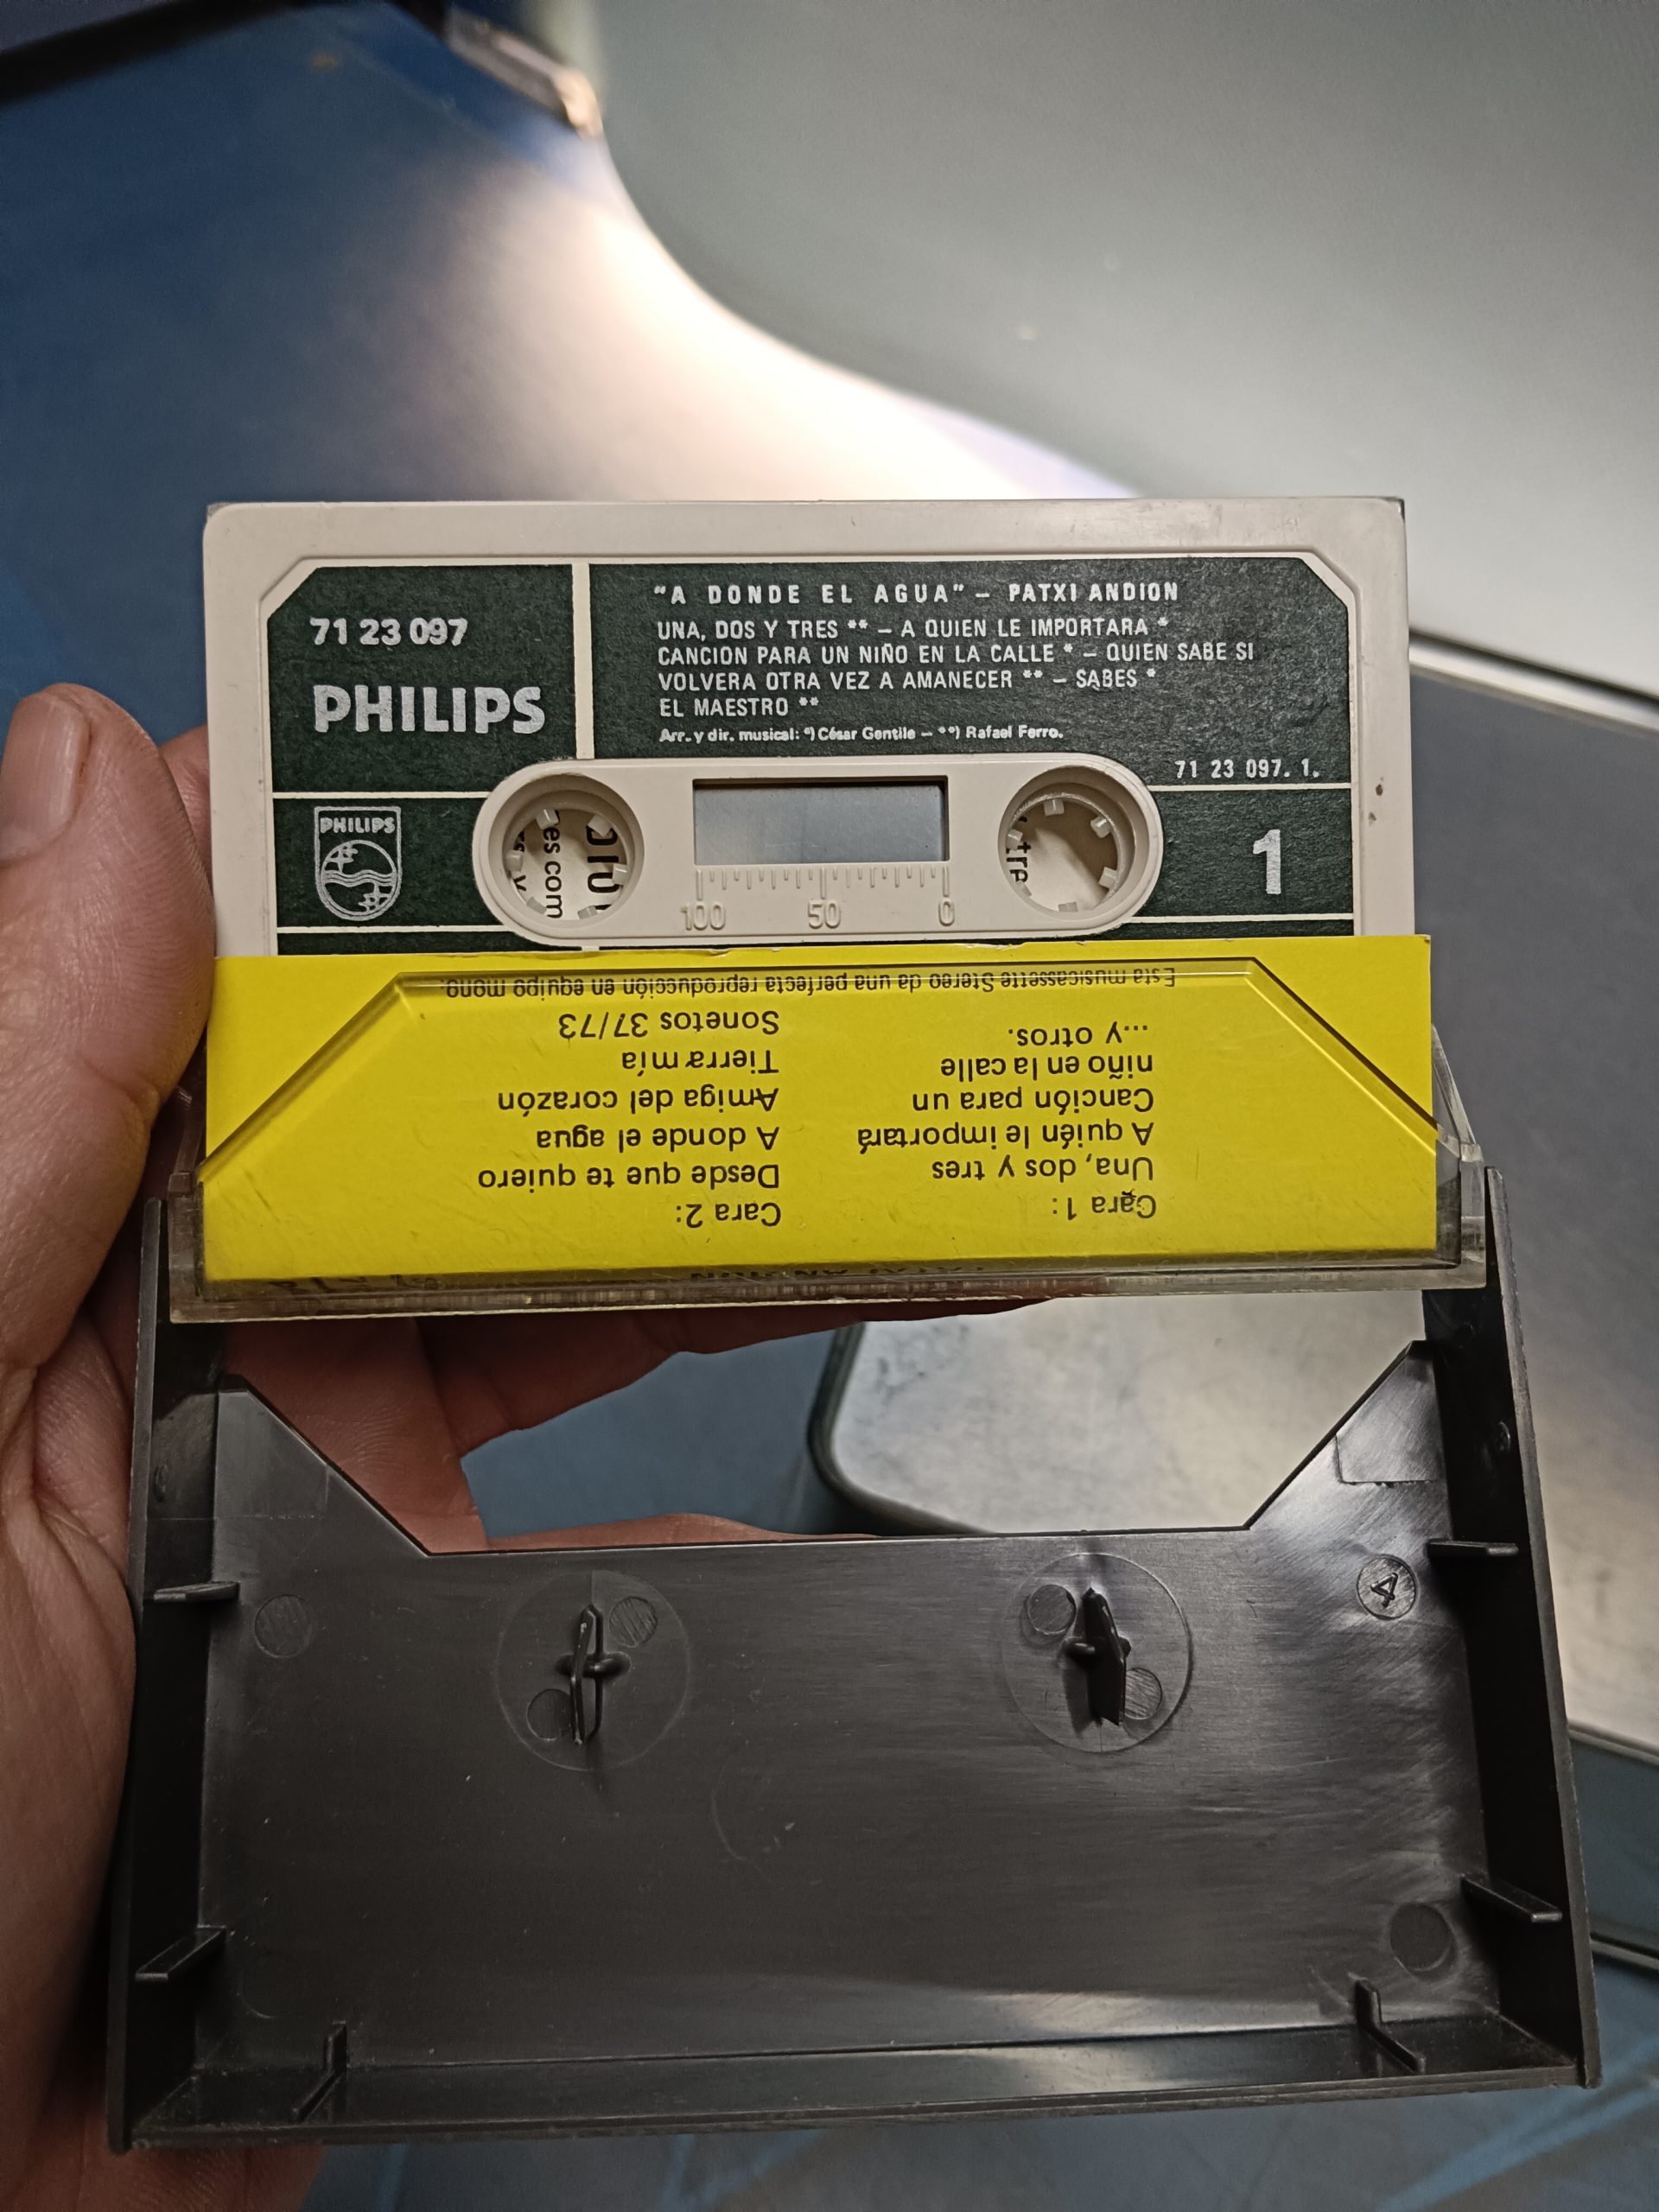 71 23 097
PHILIPS
"A DONDE EL AGUA" – PATXI ANDION
UNA, DOS Y TRES ** – A QUIEN LE IMPORTARA *
CANCION PARA UN NIÑO EN LA CALLE * – QUIEN SABE SI
VOLVERA OTRA VEZ A AMANECER ** – SABES *
EL MAESTRO **
Arr. y dir. musical: *) César Gentile – **) Rafael Ferro.
71 23 097. 1.
PHILIPS
1
es com
100 50 0
Cara 1:
Una, dos y tres
A quién le importará
Canción para un
niño en la calle
...y otros.
Cara 2:
Desde que te quiero
A donde el agua
Amiga del corazón
Tierra mía
Sonetos 37/73
Esta musicassette Stereo da una perfecta reproducción en equipo mono.
4